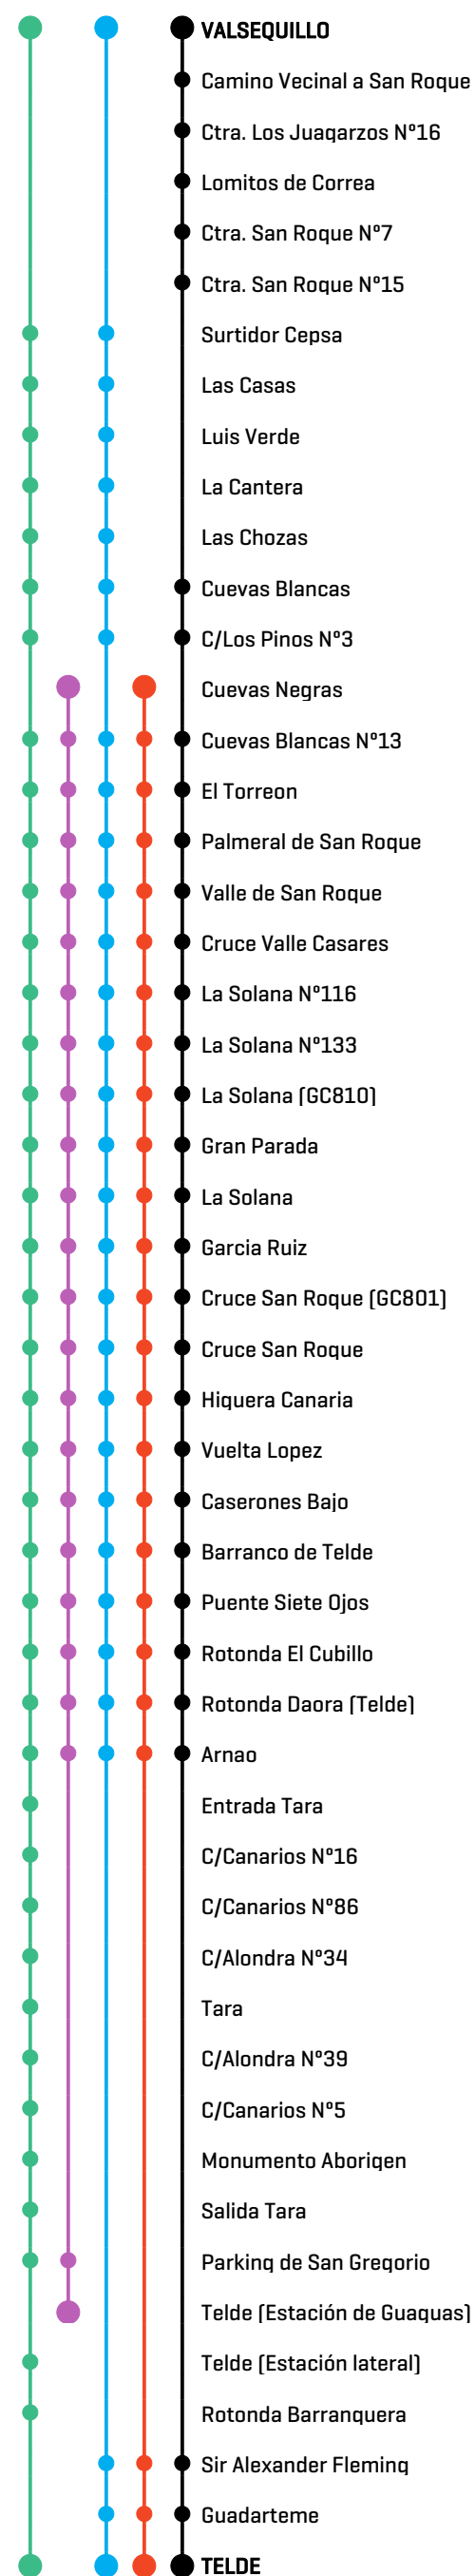 VALSEQUILLO
Camino Vecinal a San Roque
Ctra. Los Juagarzos Nº16
Lomitos de Correa
Ctra. San Roque Nº7
Ctra. San Roque Nº15
Surtidor Cepsa
Las Casas
Luis Verde
La Cantera
Las Chozas
Cuevas Blancas
C/Los Pinos Nº3
Cuevas Negras
Cuevas Blancas Nº13
El Torreon
Palmeral de San Roque
Valle de San Roque
Cruce Valle Casares
La Solana Nº116
La Solana Nº133
La Solana (GC810)
Gran Parada
La Solana
Garcia Ruiz
Cruce San Roque (GC801)
Cruce San Roque
Higuera Canaria
Vuelta Lopez
Caserones Bajo
Barranco de Telde
Puente Siete Ojos
Rotonda El Cubillo
Rotonda Daora (Telde)
Arnao
Entrada Tara
C/Canarios Nº16
C/Canarios Nº86
C/Alondra Nº34
Tara
C/Alondra Nº39
C/Canarios Nº5
Monumento Aborigen
Salida Tara
Parking de San Gregorio
Telde (Estación de Guaguas)
Telde (Estación lateral)
Rotonda Barranquera
Sir Alexander Fleming
Guadarteme
TELDE